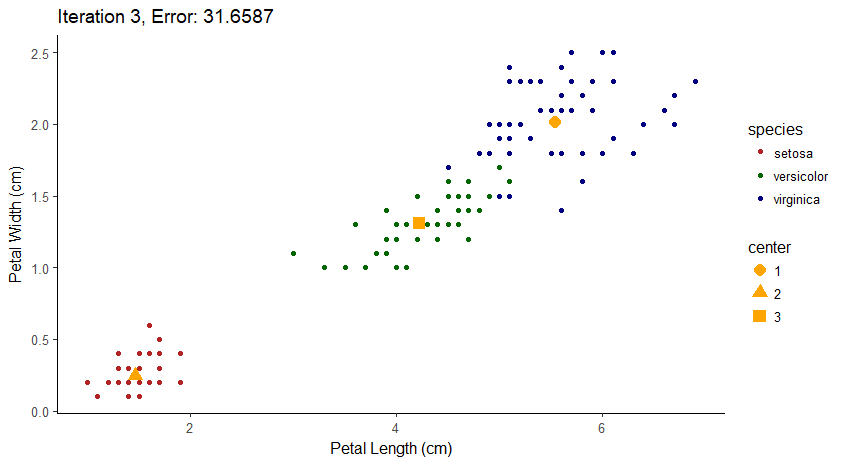 Iteration 3, Error: 31.6587
2.5
2.0
1.5
1.0
0.5
0.0
Petal Width (cm)
2
4
6
Petal Length (cm)
species
setosa
versicolor
virginica
center
1
2
3